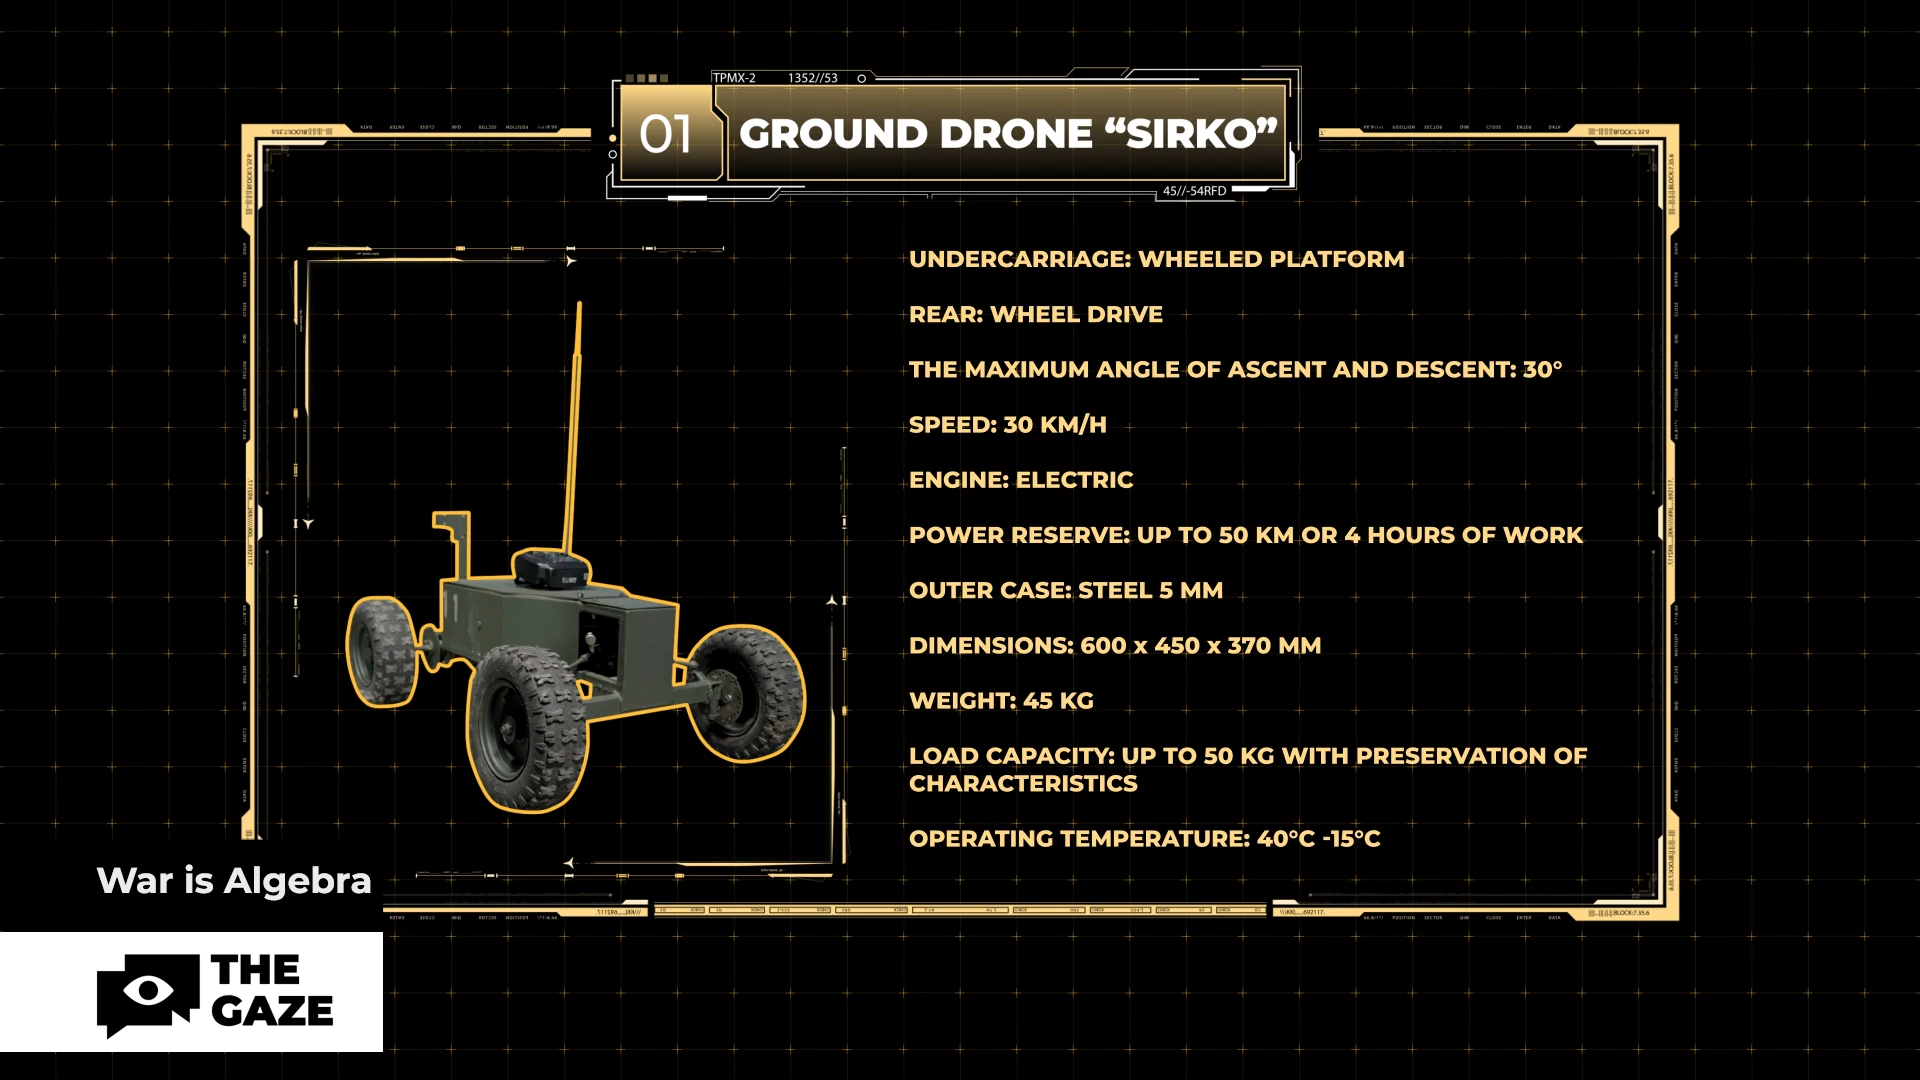 TPMX-2 1352//53
01 GROUND DRONE “SIRKO”
45//-54RFD
UNDERCARRIAGE: WHEELED PLATFORM
REAR: WHEEL DRIVE
THE MAXIMUM ANGLE OF ASCENT AND DESCENT: 30°
SPEED: 30 KM/H
ENGINE: ELECTRIC
POWER RESERVE: UP TO 50 KM OR 4 HOURS OF WORK
OUTER CASE: STEEL 5 MM
DIMENSIONS: 600 x 450 x 370 MM
WEIGHT: 45 KG
LOAD CAPACITY: UP TO 50 KG WITH PRESERVATION OF
CHARACTERISTICS
OPERATING TEMPERATURE: 40°C -15°C
War is Algebra
THE
GAZE